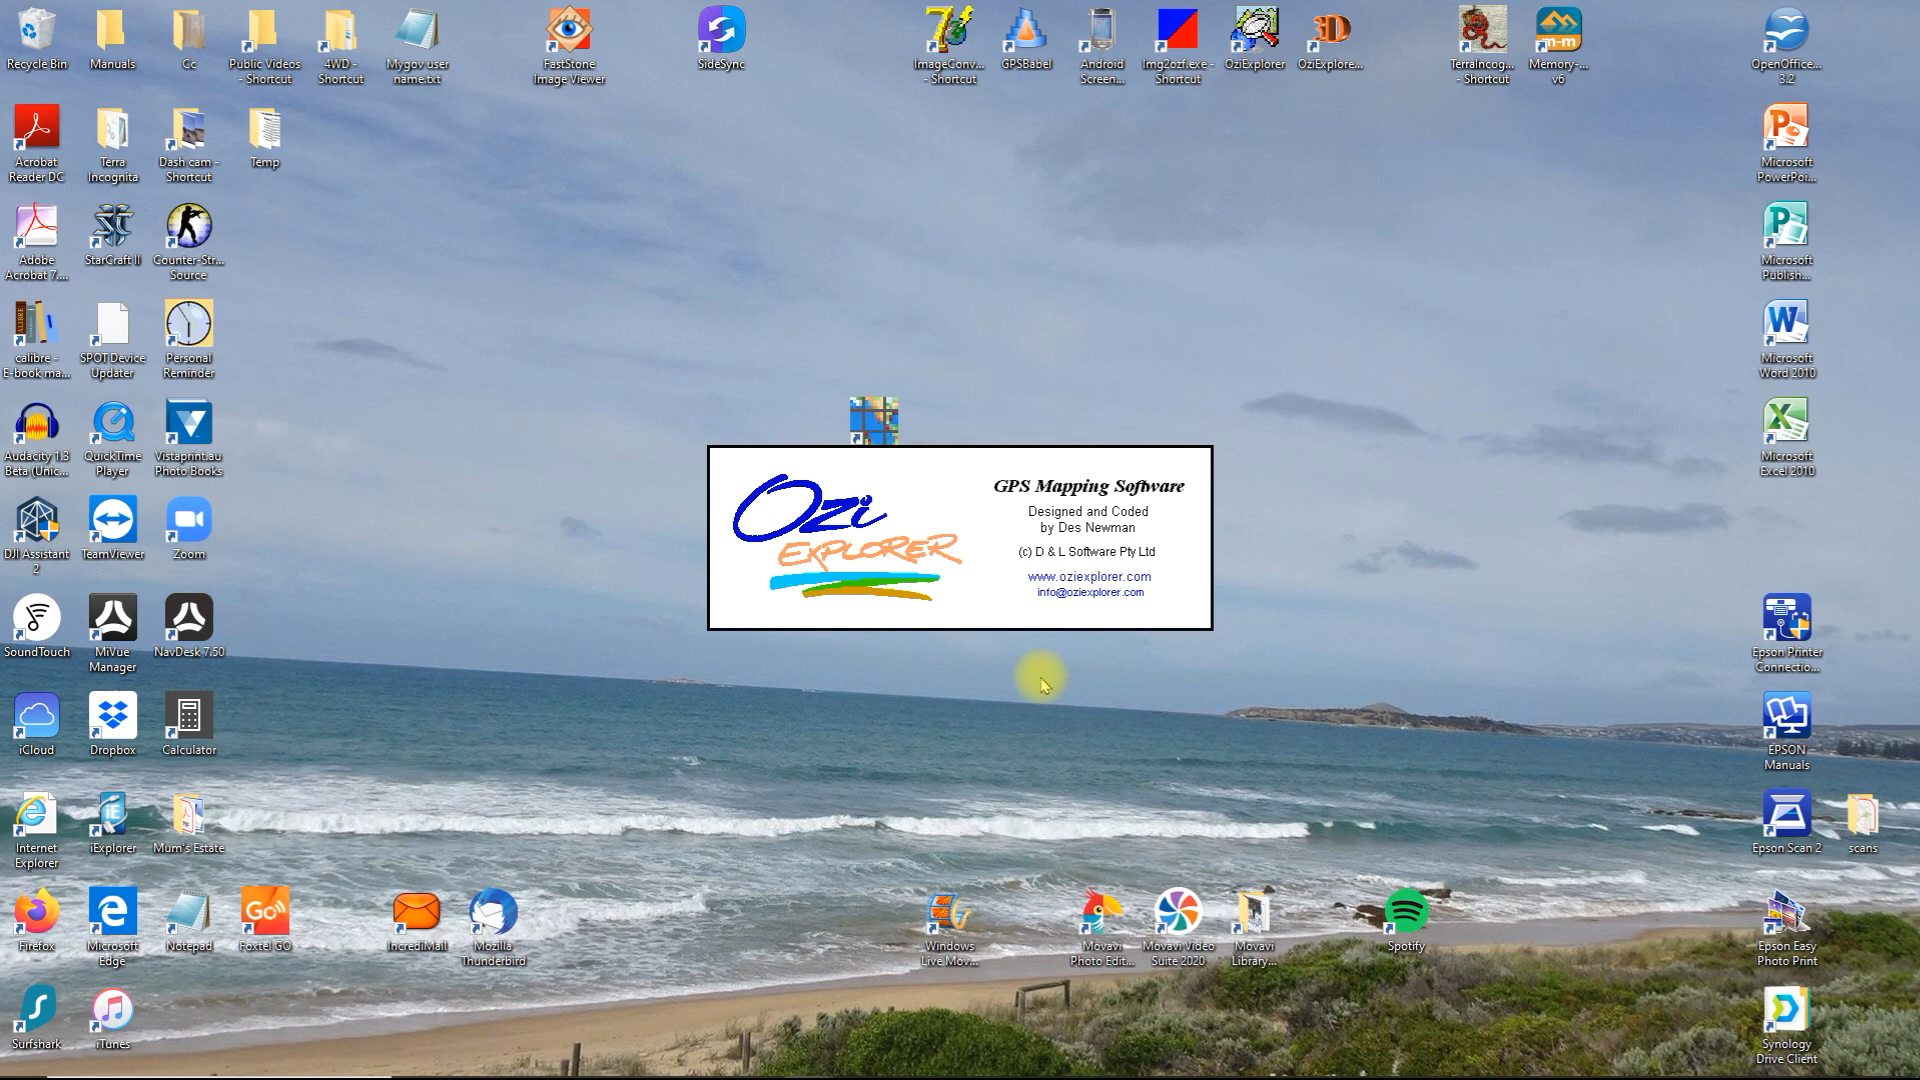 Recycle Bin
Manuals
Cc
Public Videos
- Shortcut
4WD -
Shortcut
Mygov user
name.txt
FastStone
Image Viewer
SideSync
ImageConv...
- Shortcut
GPSBabel
Android
Screen...
Img2ozf.exe -
Shortcut
OziExplorer
OziExplore...
TerraIncog...
- Shortcut
Memory-...
v6
OpenOffice...
3.2
Acrobat
Reader DC
Terra
Incognita
Dash cam -
Shortcut
Temp
Microsoft
PowerPoi...
Adobe
Acrobat 7....
StarCraft II
Counter-Str...
Source
Microsoft
Publish...
calibre -
E-book ma...
SPOT Device
Updater
Personal
Reminder
Microsoft
Word 2010
Audacity 1.3
Beta (Unic...
QuickTime
Player
Vistaprint.au
Photo Books
Microsoft
Excel 2010
Ozi
EXPLORER
GPS Mapping Software
Designed and Coded
by Des Newman
(c) D & L Software Pty Ltd
www.oziexplorer.com
info@oziexplorer.com
DJI Assistant
2
TeamViewer
Zoom
SoundTouch
MiVue
Manager
NavDesk 7.50
Epson Printer
Connectio...
iCloud
Dropbox
Calculator
EPSON
Manuals
Internet
Explorer
iExplorer
Mum's Estate
Epson Scan 2
scans
Firefox
Microsoft
Edge
Notepad
Foxtel GO
IncrediMail
Mozilla
Thunderbird
Windows
Live Mov...
Movavi
Photo Edit...
Movavi Video
Suite 2020
Movavi
Library...
Spotify
Epson Easy
Photo Print
Surfshark
iTunes
Synology
Drive Client